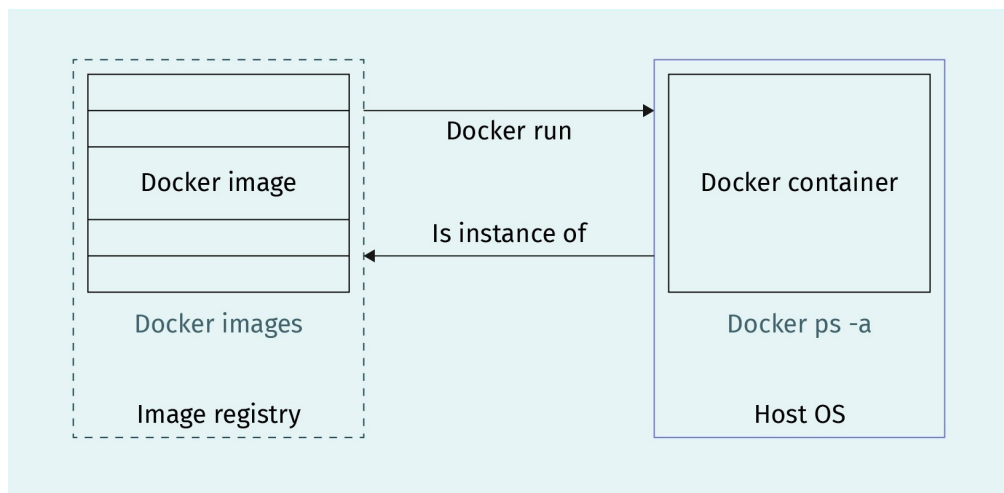 Docker image
Docker images
Image registry
Docker run
Is instance of
Docker container
Docker ps -a
Host OS